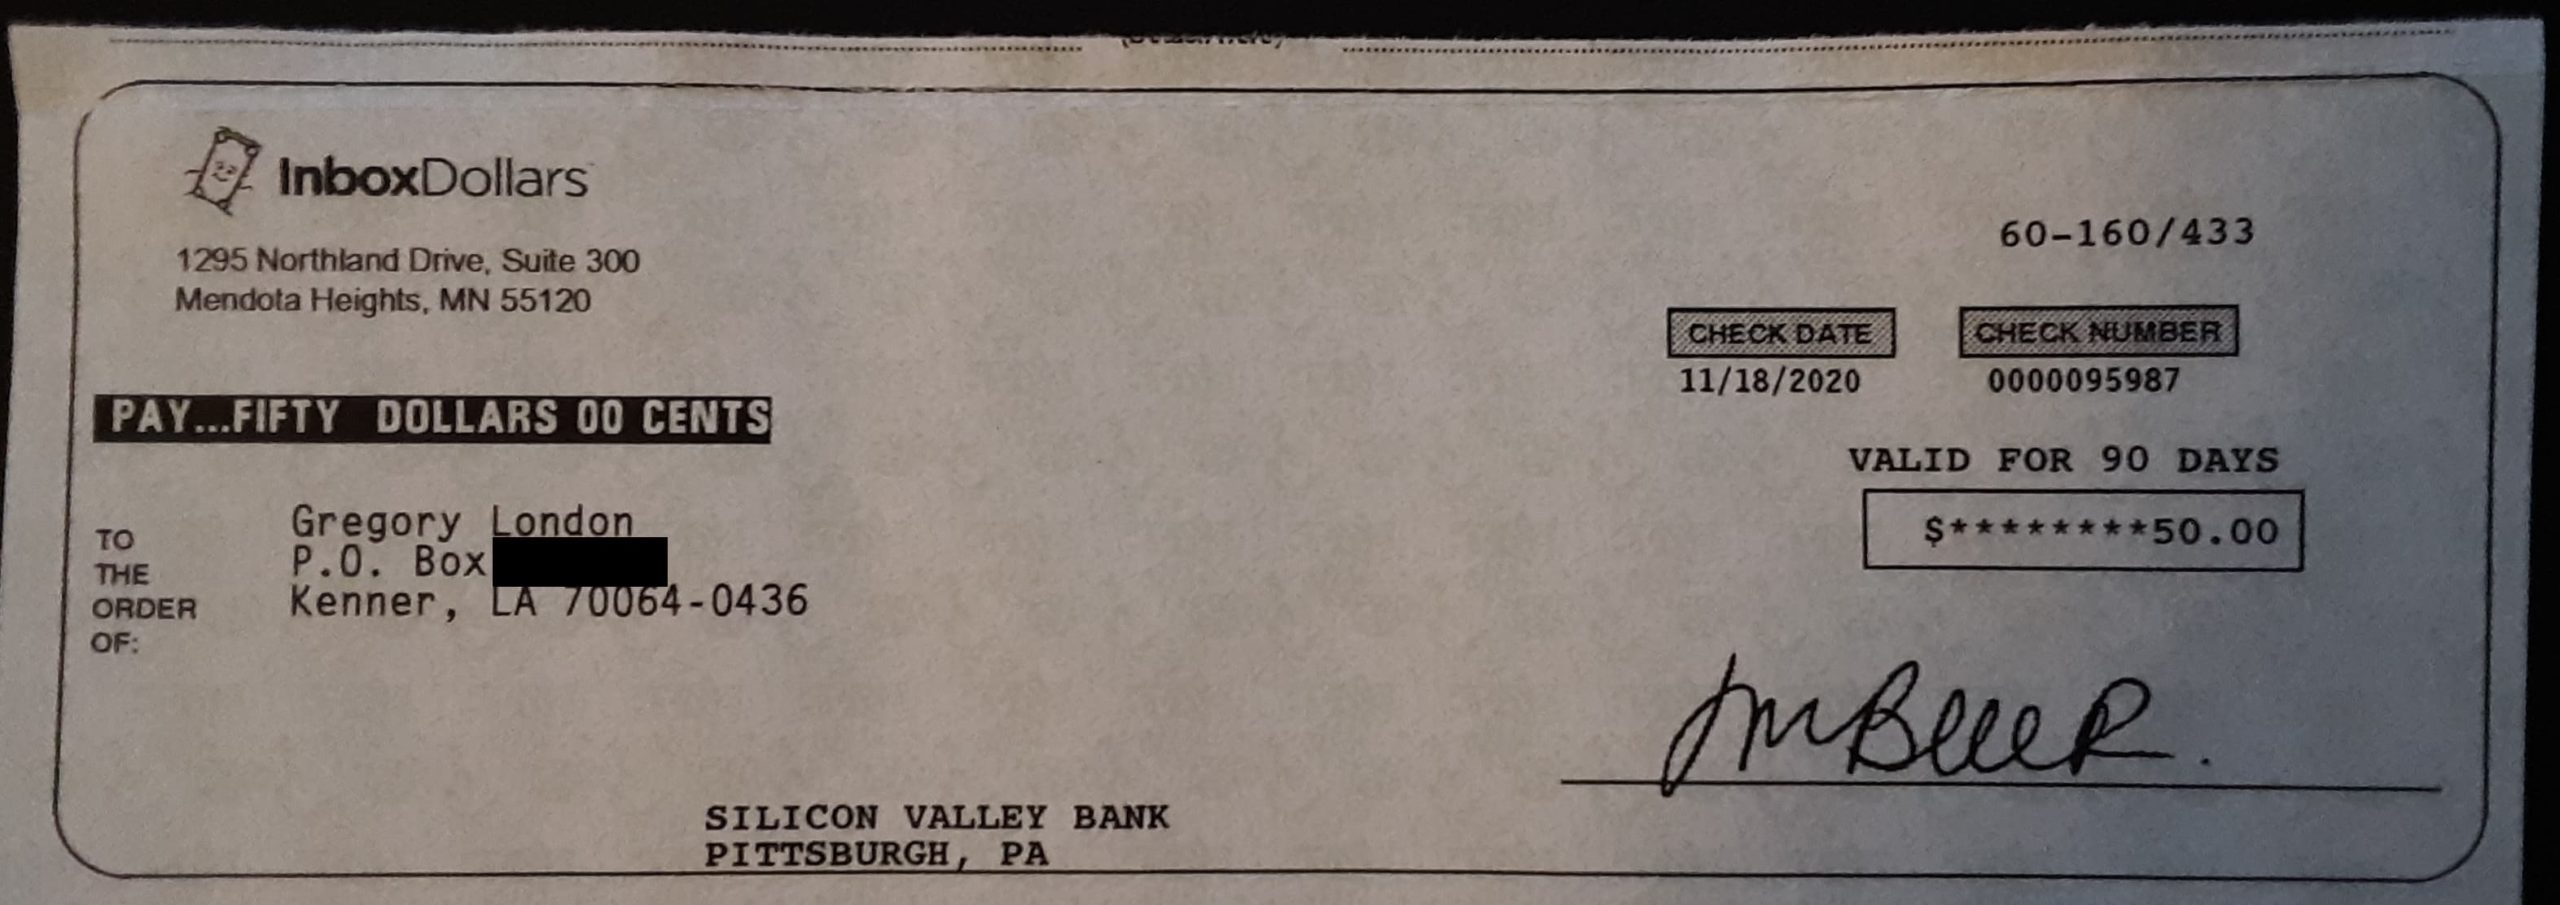 InboxDollars
1295 Northland Drive, Suite 300
Mendota Heights, MN 55120
60-160/433
CHECK DATE
CHECK NUMBER
11/18/2020
0000095987
PAY...FIFTY DOLLARS 00 CENTS
VALID FOR 90 DAYS
$********50.00
TO
THE
ORDER
OF:
Gregory London
P.O. Box
Kenner, LA 70064-0436
SILICON VALLEY BANK
PITTSBURGH, PA